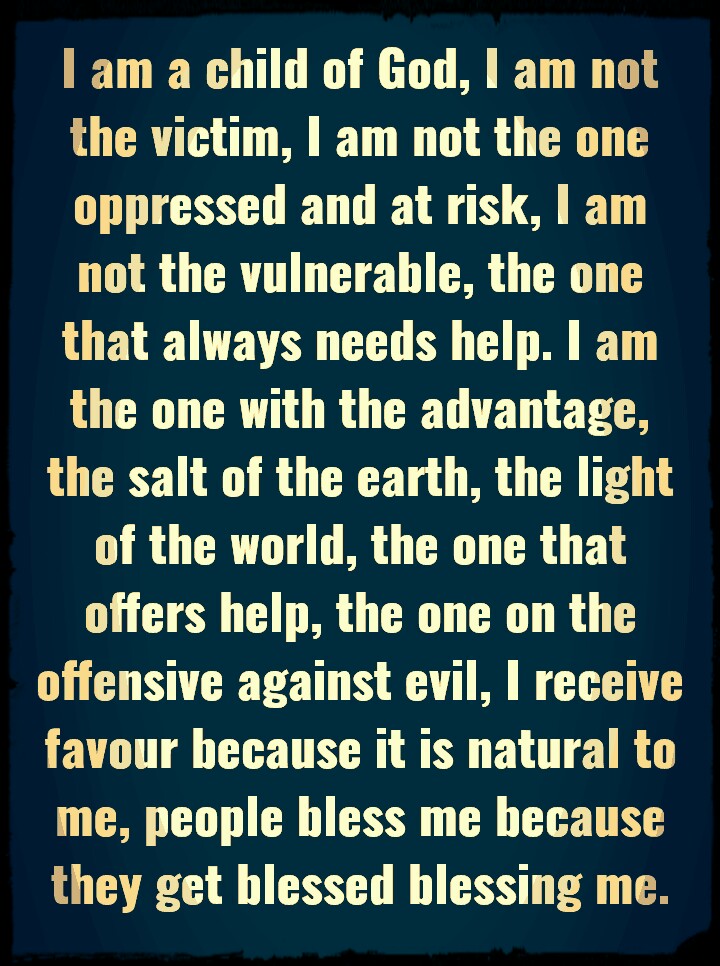 I am a child of God, I am not
the victim, I am not the one
oppressed and at risk, I am
not the vulnerable, the one
that always needs help. I am
the one with the advantage,
the salt of the earth, the light
of the world, the one that
offers help, the one on the
offensive against evil, I receive
favour because it is natural to
me, people bless me because
they get blessed blessing me.